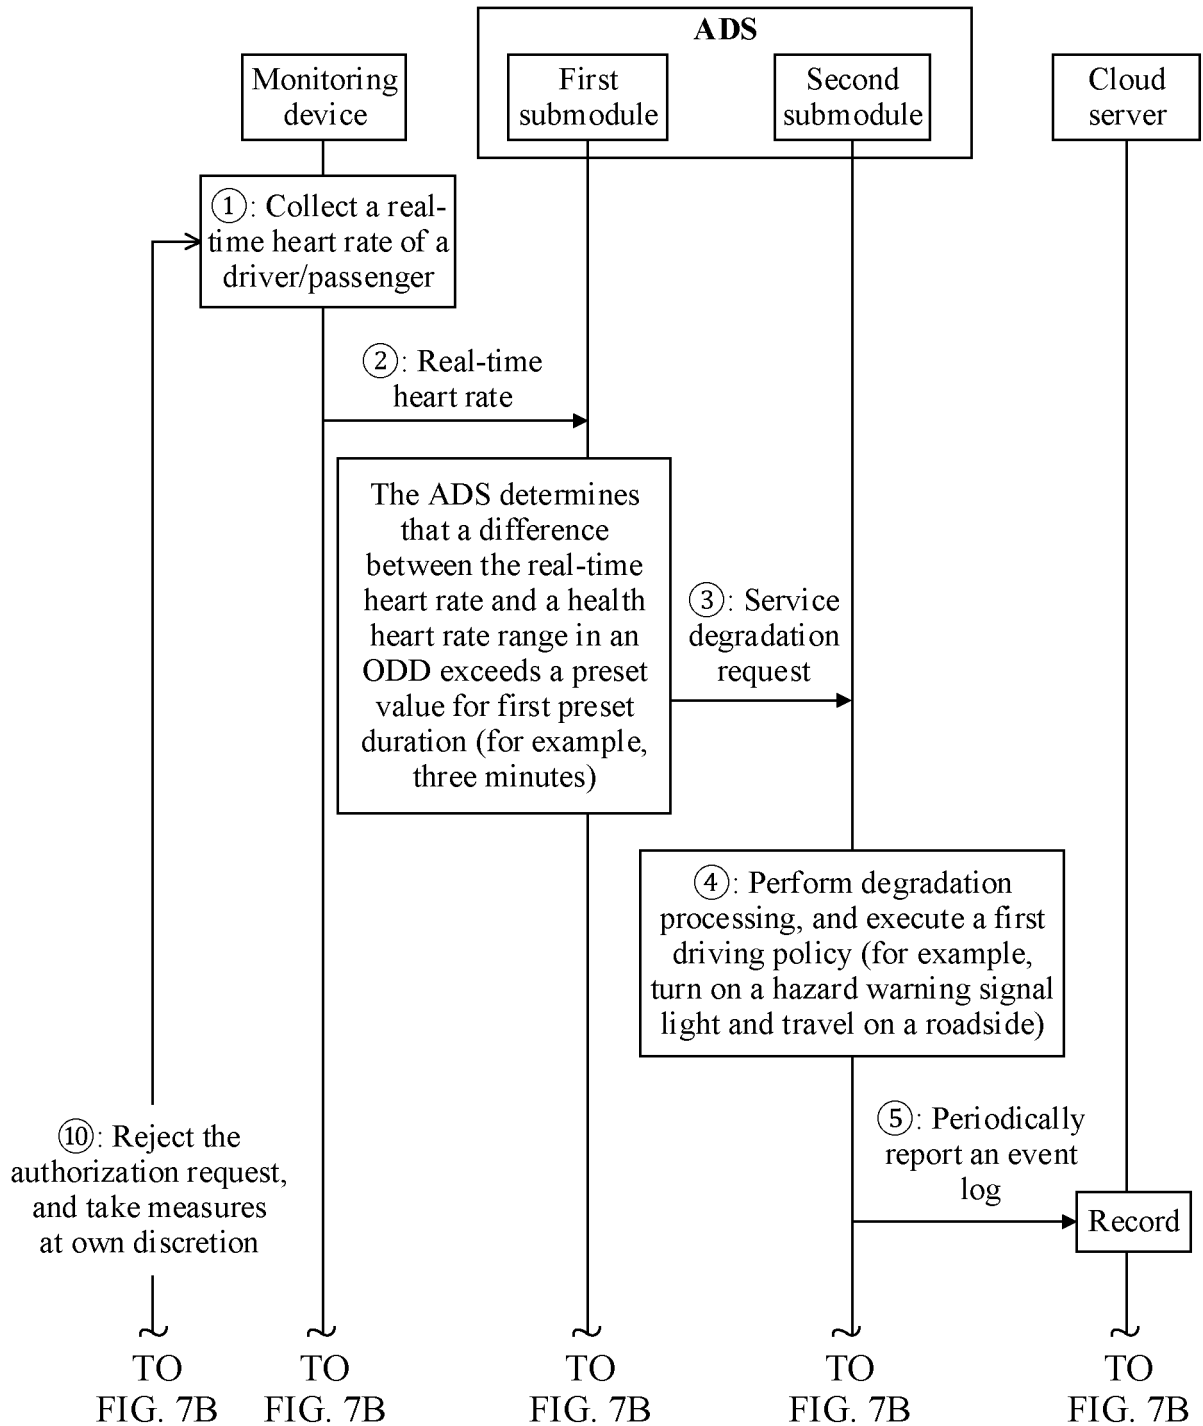 ADS
Monitoring
device
First
submodule
Second
submodule
Cloud
server
①: Collect a real-
time heart rate of a
driver/passenger
②: Real-time
heart rate
The ADS determines
that a difference
between the real-time
heart rate and a health
heart rate range in an
ODD exceeds a preset
value for first preset
duration (for example,
three minutes)
③: Service
degradation
request
④: Perform degradation
processing, and execute a first
driving policy (for example,
turn on a hazard warning signal
light and travel on a roadside)
⑤: Periodically
report an event
log
Record
⑩: Reject the
authorization request,
and take measures
at own discretion
TO
FIG. 7B
TO
FIG. 7B
TO
FIG. 7B
TO
FIG. 7B
TO
FIG. 7B